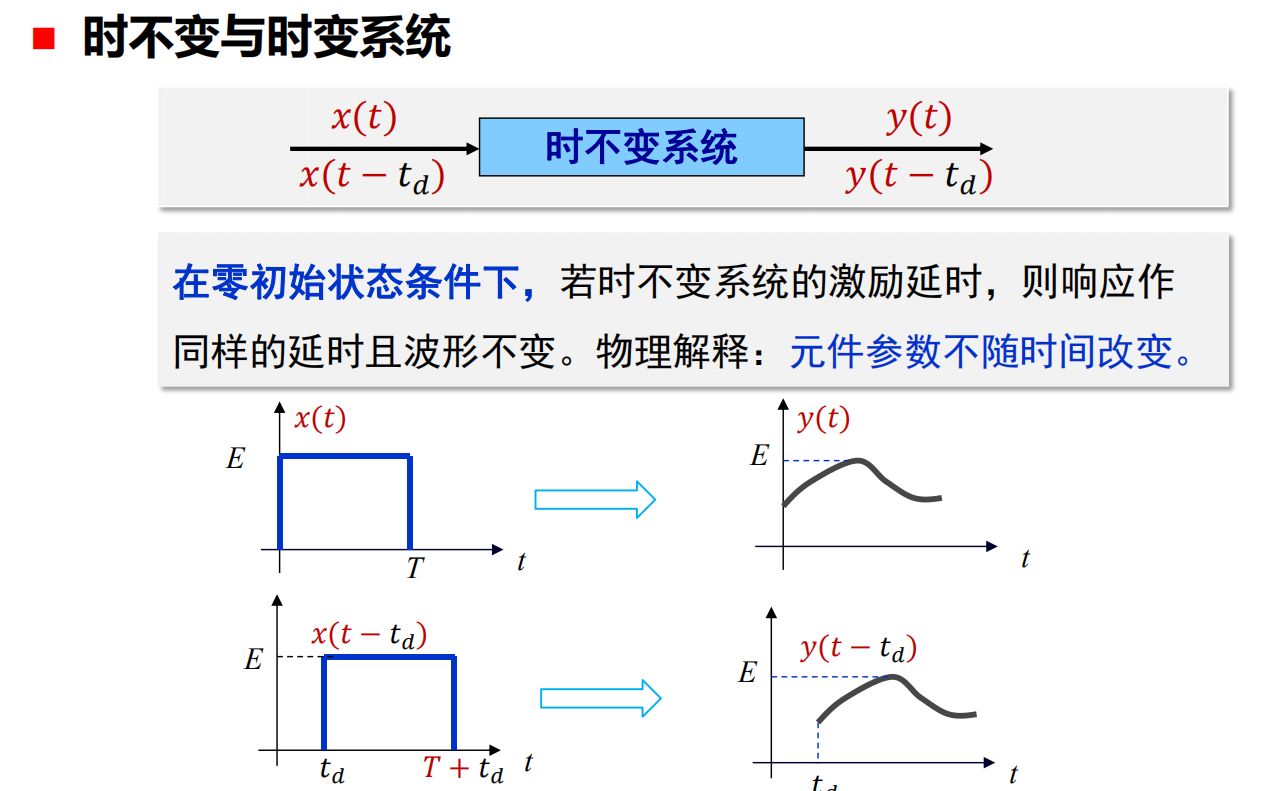 时不变与时变系统
x(t)
时不变系统
y(t)
x(t − t_d)
y(t − t_d)
在零初始状态条件下，若时不变系统的激励延时，则响应作
同样的延时且波形不变。物理解释：元件参数不随时间改变。
x(t)
E
T
t
y(t)
E
t
x(t − t_d)
E
t_d
T + t_d
t
y(t − t_d)
E
t_d
t